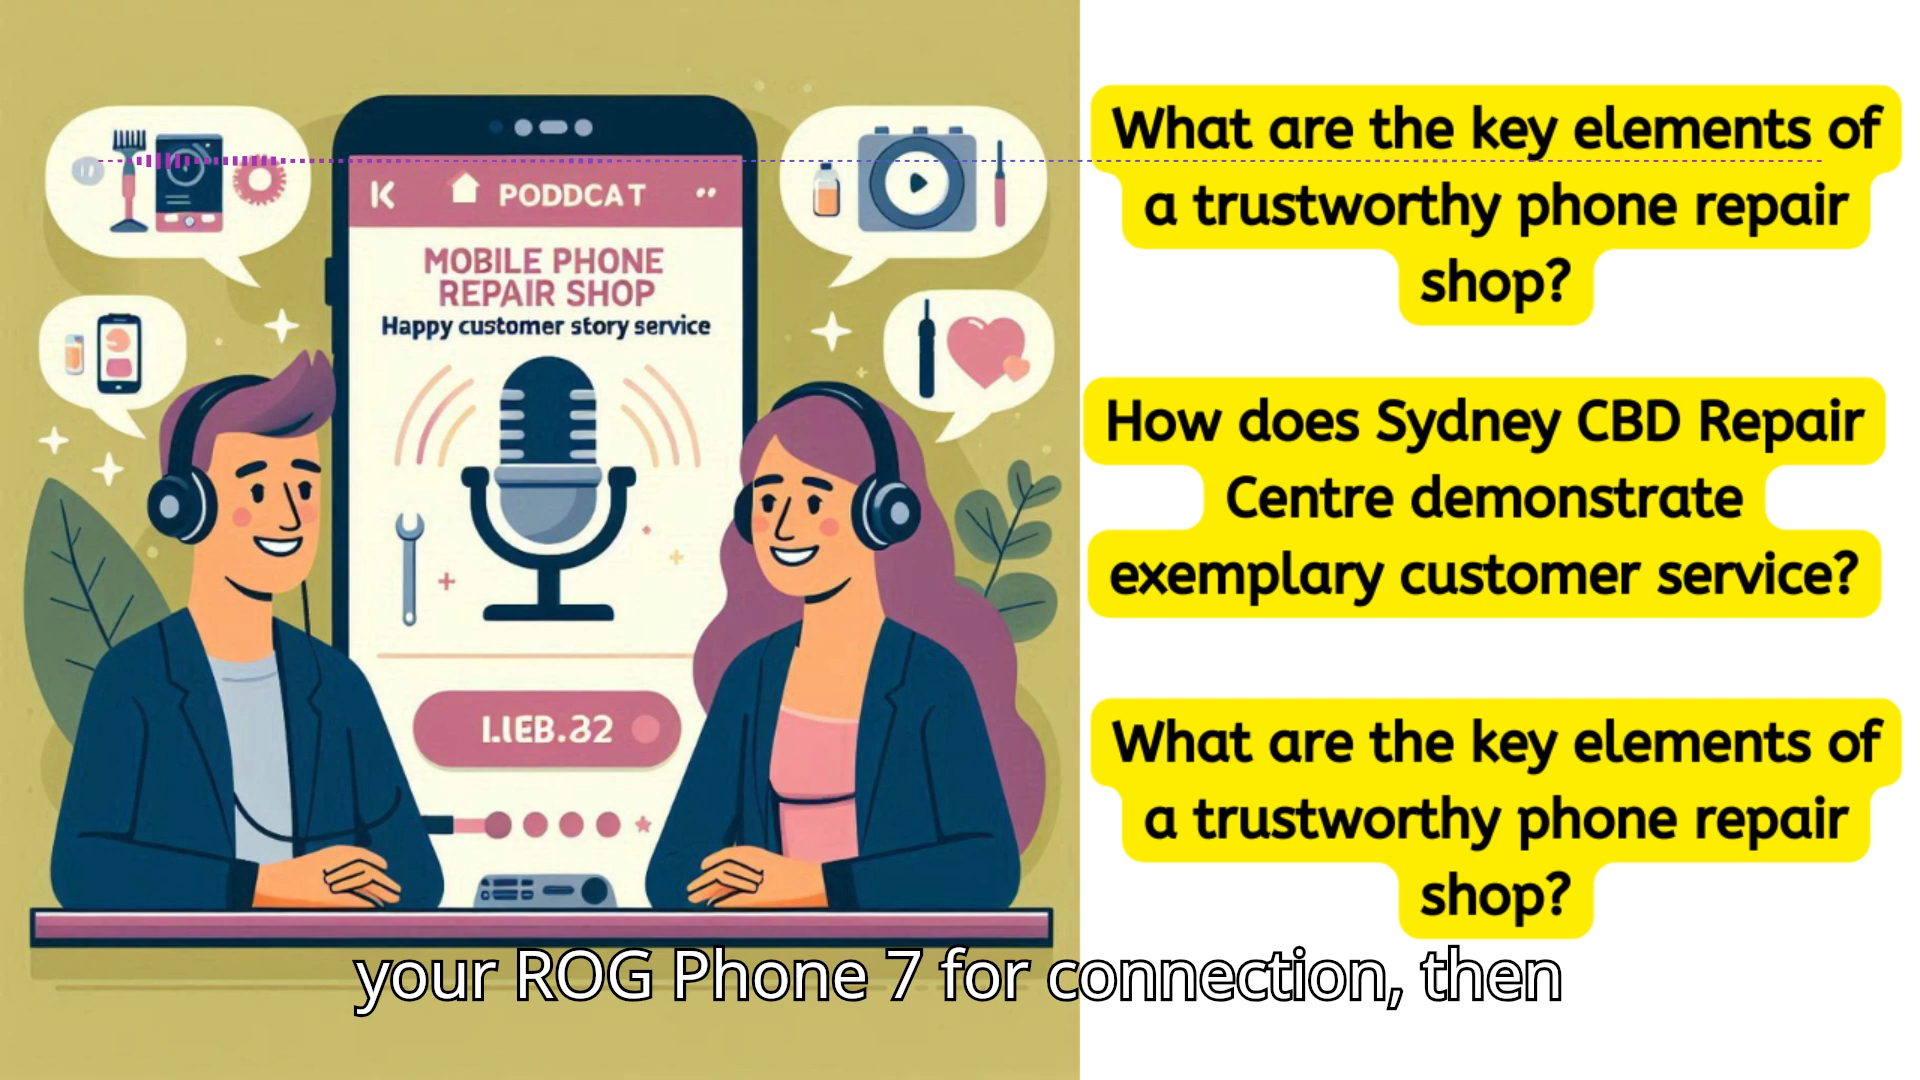 PODDCAT
MOBILE PHONE
REPAIR SHOP
Happy customer story service
I.IEB.32
What are the key elements of
a trustworthy phone repair
shop?
How does Sydney CBD Repair
Centre demonstrate
exemplary customer service?
What are the key elements of
a trustworthy phone repair
shop?
your ROG Phone 7 for connection, then